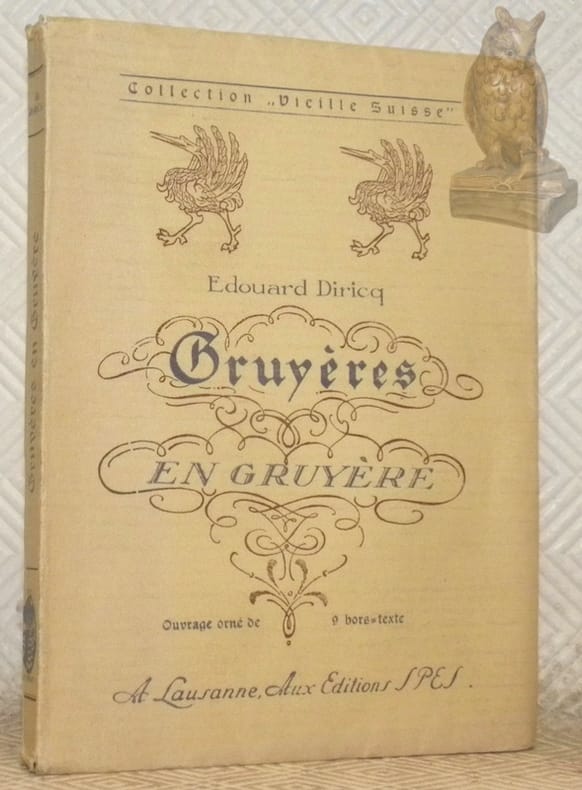 Collection „Vieille Suisse"
Edouard Diricq
Gruyères
EN GRUYÈRE
Ouvrage orné de 9 hors=texte
A Lausanne, Aux Editions SPES.
Gruyères en Gruyère